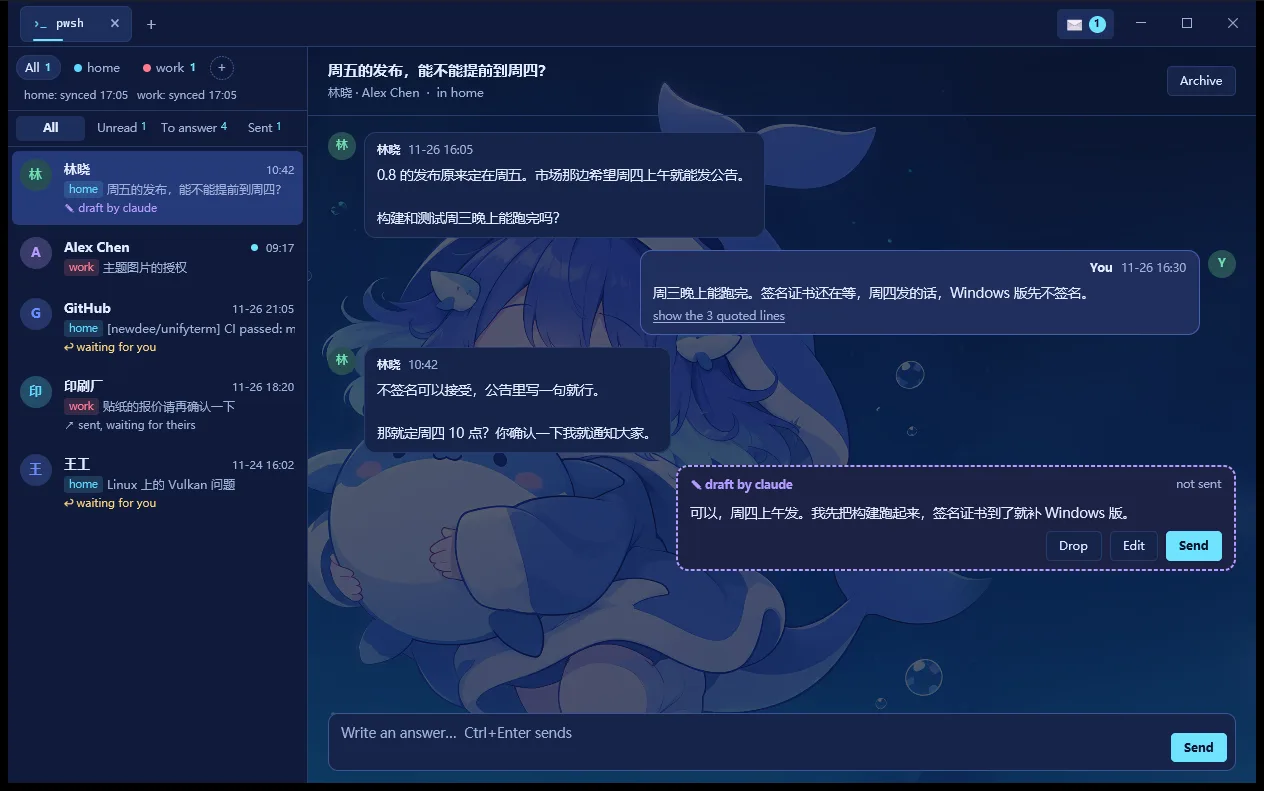 >_ pwsh × +
1
All 1 home work 1 +
home: synced 17:05 work: synced 17:05
All Unread 1 To answer 4 Sent 1
林 林晓 10:42
home 周五的发布，能不能提前到周四？
draft by claude
A Alex Chen 09:17
work 主题图片的授权
G GitHub 11-26 21:05
home [newdee/unifyterm] CI passed: m
↩ waiting for you
印 印刷厂 11-26 18:20
work 贴纸的报价请再确认一下
↗ sent, waiting for theirs
王 王工 11-24 16:02
home Linux 上的 Vulkan 问题
↩ waiting for you
周五的发布，能不能提前到周四？
林晓 · Alex Chen · in home
Archive
林 林晓 11-26 16:05
0.8 的发布原来定在周五。市场那边希望周四上午就能发公告。
构建和测试周三晚上能跑完吗？
You 11-26 16:30 Y
周三晚上能跑完。签名证书还在等，周四发的话，Windows 版先不签名。
show the 3 quoted lines
林 林晓 10:42
不签名可以接受，公告里写一句就行。
那就定周四 10 点？你确认一下我就通知大家。
draft by claude not sent
可以，周四上午发。我先把构建跑起来，签名证书到了就补 Windows 版。
Drop Edit Send
Write an answer... Ctrl+Enter sends
Send